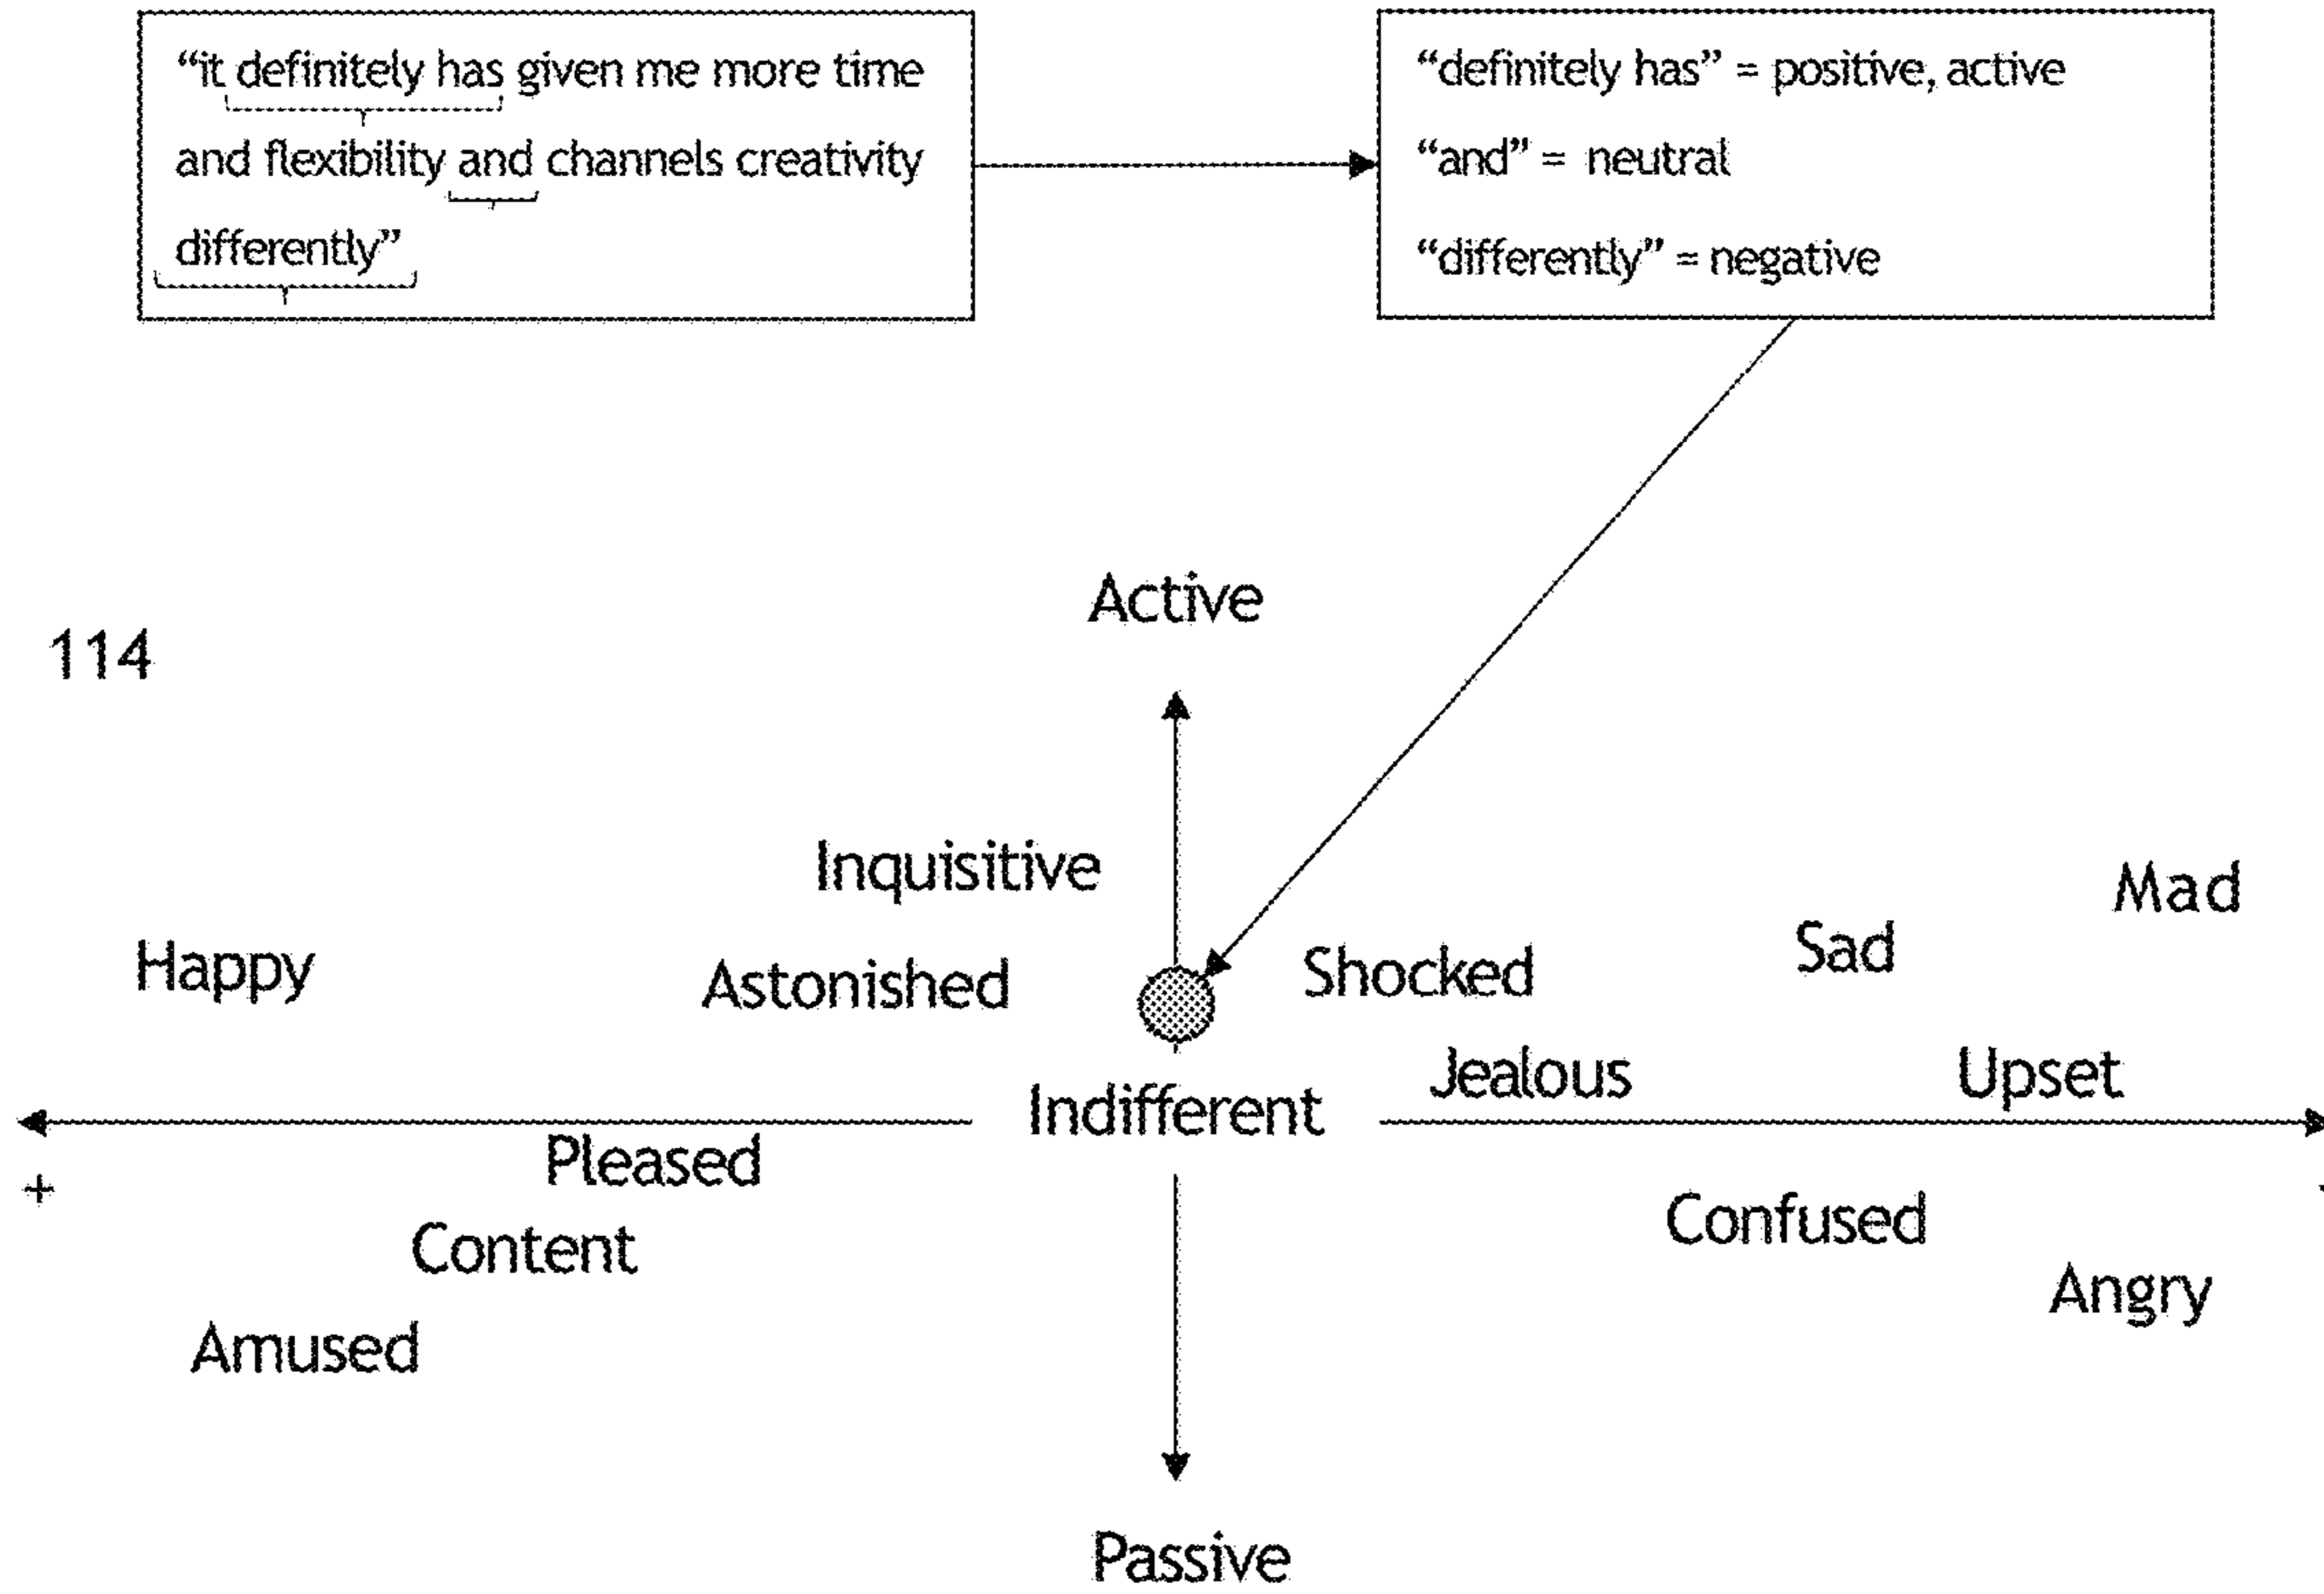 “it definitely has given me more time
and flexibility and channels creativity
differently”
“definitely has” = positive, active
“and” = neutral
“differently” = negative
Active
114
Inquisitive
Mad
Happy
Astonished
Shocked
Sad
Jealous
Upset
Indifferent
Pleased
+
Content
Confused
Angry
Amused
Passive